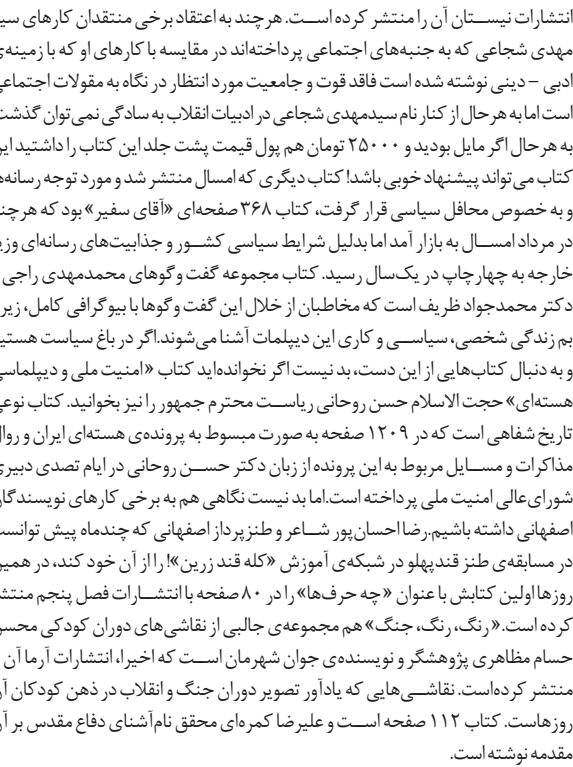 انتشارات نیستان آن را منتشر کرده است. هرچند به اعتقاد برخی منتقدان کارهای سید
مهدی شجاعی که به جنبه‌های اجتماعی پرداخته‌اند در مقایسه با کارهای او که با زمینه‌ی
ادبی – دینی نوشته شده است فاقد قوت و جامعیت مورد انتظار در نگاه به مقولات اجتماعی
است اما به هر حال از کنار نام سیدمهدی شجاعی در ادبیات انقلاب به سادگی نمی‌توان گذشت
به هر حال اگر مایل بودید و ۲۵۰۰۰ تومان هم پول قیمت پشت جلد این کتاب را داشتید این
کتاب می‌تواند پیشنهاد خوبی باشد! کتاب دیگری که امسال منتشر شد و مورد توجه رسانه‌ها
و به خصوص محافل سیاسی قرار گرفت، کتاب ۳۶۸ صفحه‌ای «آقای سفیر» بود که هرچند
در مرداد امسال به بازار آمد اما بدلیل شرایط سیاسی کشور و جذابیت‌های رسانه‌ای وزیر
خارجه به چهار چاپ در یک‌سال رسید. کتاب مجموعه گفت وگوهای محمدمهدی راجی
دکتر محمدجواد ظریف است که مخاطبان از خلال این گفت وگوها با بیوگرافی کامل، زیر
بم زندگی شخصی، سیاسی و کاری این دیپلمات آشنا می‌شوند.اگر در باغ سیاست هستید
و به دنبال کتاب‌هایی از این دست، بد نیست اگر نخوانده‌اید کتاب «امنیت ملی و دیپلماسی
هسته‌ای» حجت الاسلام حسن روحانی ریاست محترم جمهور را نیز بخوانید. کتاب نوعی
تاریخ شفاهی است که در ۱۲۰۹ صفحه به صورت مبسوط به پرونده‌ی هسته‌ای ایران و روال
مذاکرات و مسایل مربوط به این پرونده از زبان دکتر حسن روحانی در ایام تصدی دبیری
شورای‌عالی امنیت ملی پرداخته است.اما بد نیست نگاهی هم به برخی کارهای نویسندگان
اصفهانی داشته باشیم.رضا احسان‌پور شاعر و طنزپرداز اصفهانی که چندماه پیش توانست
در مسابقه‌ی طنز قندپهلو در شبکه‌ی آموزش «کله قند زرین»! را از آن خود کند، در همین
روزها اولین کتابش با عنوان «چه حرف‌ها» را در ۸۰ صفحه با انتشارات فصل پنجم منتشر
کرده است.«رنگ، رنگ، جنگ» هم مجموعه‌ی جالبی از نقاشی‌های دوران کودکی محسن
حسام مظاهری پژوهشگر و نویسنده‌ی جوان شهرمان است که اخیرا، انتشارات آرما آن
منتشر کرده‌است. نقاشی‌هایی که یادآور تصویر دوران جنگ و انقلاب در ذهن کودکان آن
روزهاست. کتاب ۱۱۲ صفحه است و علیرضا کمره‌ای محقق نام‌آشنای دفاع مقدس بر آن
مقدمه نوشته است.